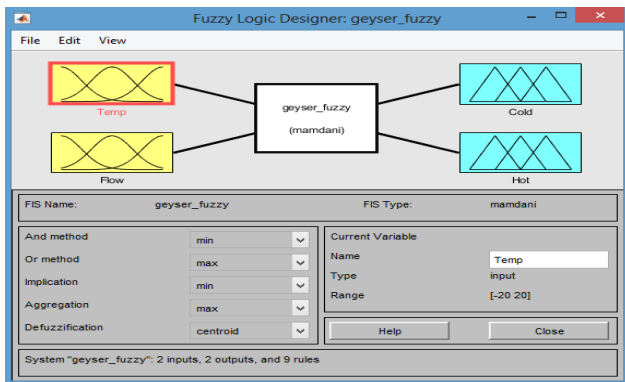 Fuzzy Logic Designer: geyser_fuzzy
File Edit View
Temp
Flow
geyser_fuzzy
(mamdani)
Cold
Hot
FIS Name: geyser_fuzzy FIS Type: mamdani
And method min
Or method max
Implication min
Aggregation max
Defuzzification centroid
Current Variable
Name Temp
Type input
Range [-20 20]
Help Close
System "geyser_fuzzy": 2 inputs, 2 outputs, and 9 rules